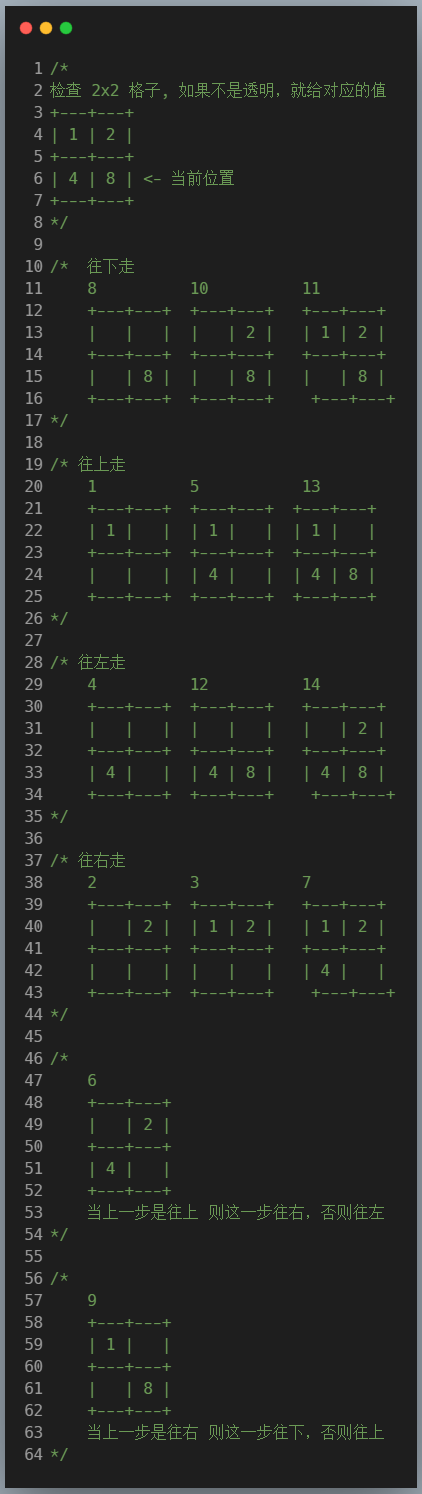 1 /*
2 检查 2x2 格子, 如果不是透明，就给对应的值
3 +---+---+
4 | 1 | 2 |
5 +---+---+
6 | 4 | 8 | <- 当前位置
7 +---+---+
8 */
9
10 /*  往下走
11     8          10          11
12     +---+---+  +---+---+   +---+---+
13     |   |   |  |   | 2 |   | 1 | 2 |
14     +---+---+  +---+---+   +---+---+
15     |   | 8 |  |   | 8 |   |   | 8 |
16     +---+---+  +---+---+    +---+---+
17 */
18
19 /* 往上走
20     1          5           13
21     +---+---+  +---+---+  +---+---+
22     | 1 |   |  | 1 |   |  | 1 |   |
23     +---+---+  +---+---+  +---+---+
24     |   |   |  | 4 |   |  | 4 | 8 |
25     +---+---+  +---+---+  +---+---+
26 */
27
28 /* 往左走
29     4          12          14
30     +---+---+  +---+---+   +---+---+
31     |   |   |  |   |   |   |   | 2 |
32     +---+---+  +---+---+   +---+---+
33     | 4 |   |  | 4 | 8 |   | 4 | 8 |
34     +---+---+  +---+---+    +---+---+
35 */
36
37 /* 往右走
38     2          3           7
39     +---+---+  +---+---+   +---+---+
40     |   | 2 |  | 1 | 2 |   | 1 | 2 |
41     +---+---+  +---+---+   +---+---+
42     |   |   |  |   |   |   | 4 |   |
43     +---+---+  +---+---+    +---+---+
44 */
45
46 /*
47     6
48     +---+---+
49     |   | 2 |
50     +---+---+
51     | 4 |   |
52     +---+---+
53     当上一步是往上 则这一步往右，否则往左
54 */
55
56 /*
57     9
58     +---+---+
59     | 1 |   |
60     +---+---+
61     |   | 8 |
62     +---+---+
63     当上一步是往右 则这一步往下，否则往上
64 */